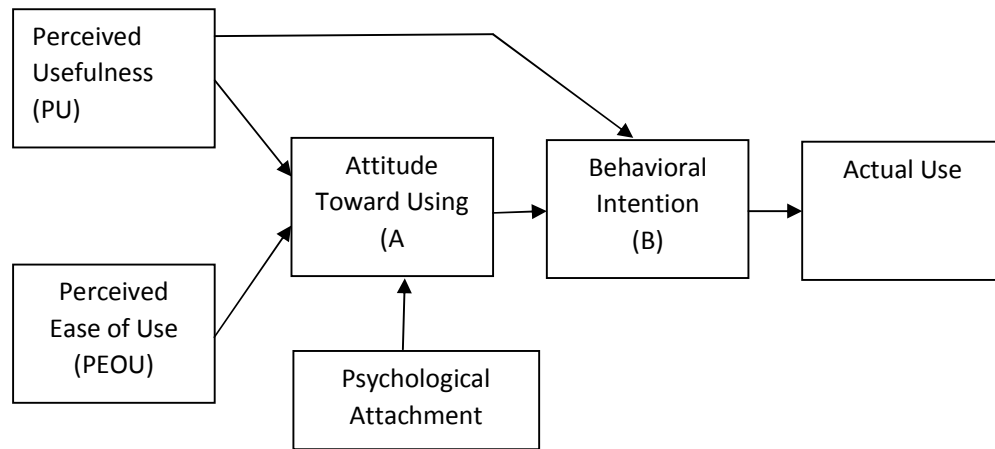 Perceived
Usefulness
(PU)
Attitude
Toward Using
(A
Behavioral
Intention
(B)
Actual Use
Perceived
Ease of Use
(PEOU)
Psychological
Attachment